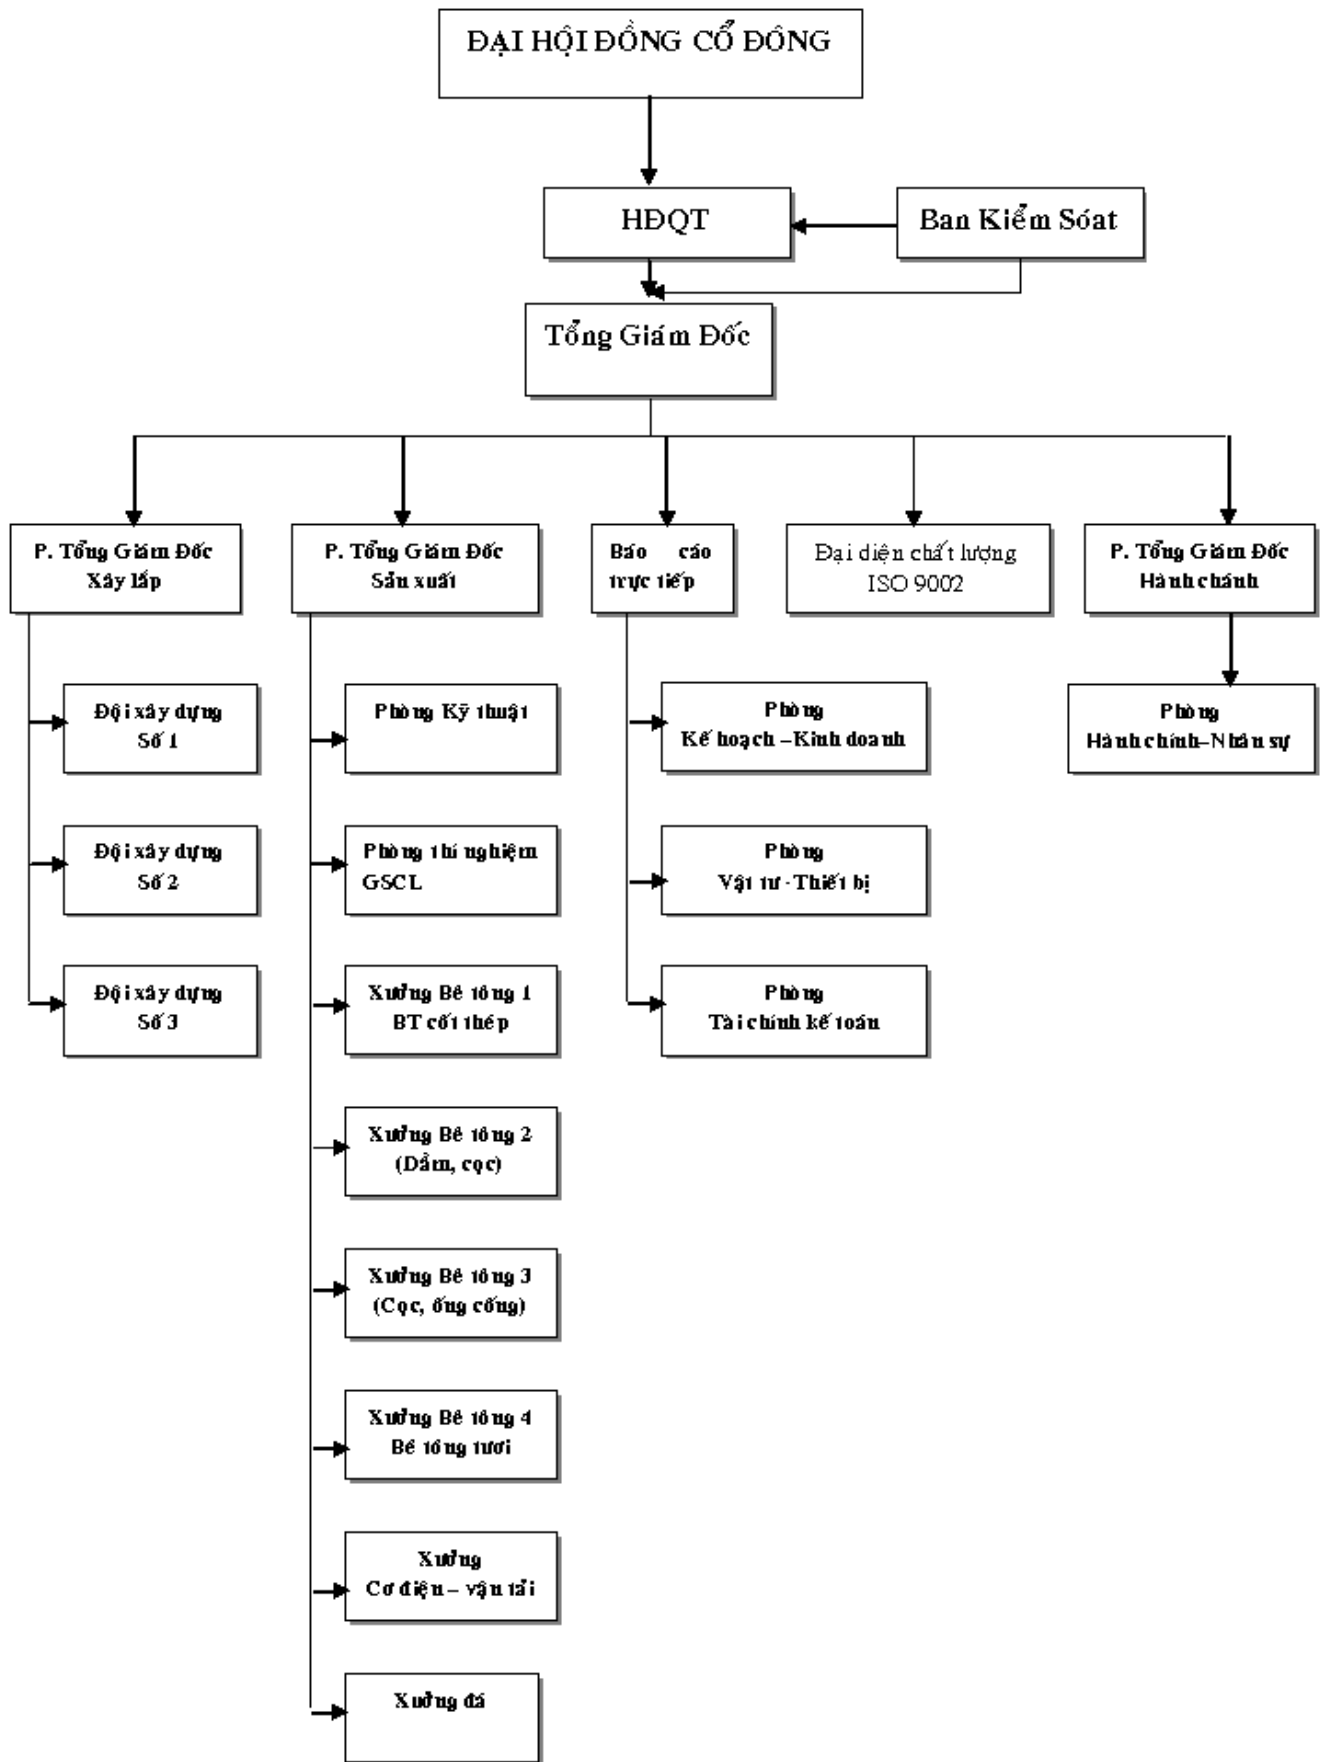 ĐẠI HỘI ĐỒNG CỔ ĐÔNG
HĐQT
Ban Kiểm Sóat
Tổng Giám Đốc
P. Tổng Giám Đốc
Xây lắp
P. Tổng Giám Đốc
Sản xuất
Báo cáo
trực tiếp
Đại diện chất lượng
ISO 9002
P. Tổng Giám Đốc
Hành chánh
Đội xây dựng
Số 1
Phòng Kỹ thuật
Phòng
Kế hoạch –Kinh doanh
Phòng
Hành chính–Nhân sự
Đội xây dựng
Số 2
Phòng thí nghiệm
GSCL
Phòng
Vật tư -Thiết bị
Đội xây dựng
Số 3
Xưởng Bê tông 1
BT cốt thép
Phòng
Tài chính kế toán
Xưởng Bê tông 2
(Dầm, cọc)
Xưởng Bê tông 3
(Cọc, ống cống)
Xưởng Bê tông 4
Bê tông tươi
Xưởng
Cơ điện – vận tải
Xưởng đá